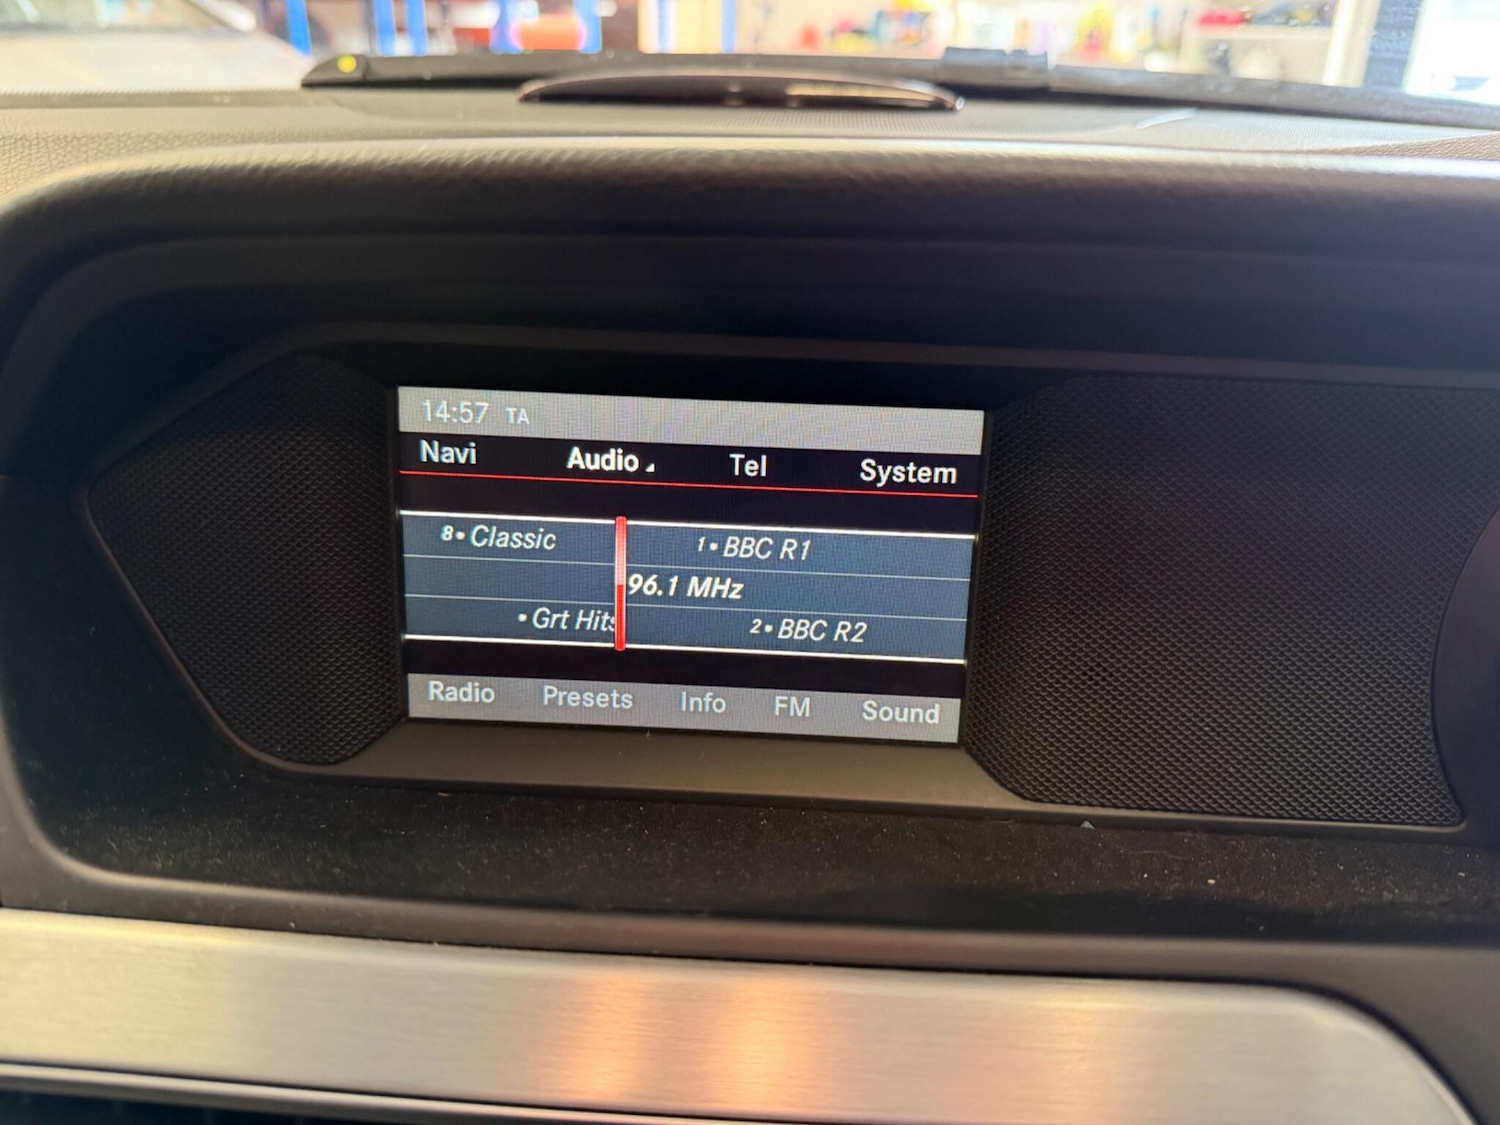 14:57 TA
Navi Audio Tel System
8• Classic 1• BBC R1
96.1 MHz
• Grt Hits 2• BBC R2
Radio Presets Info FM Sound